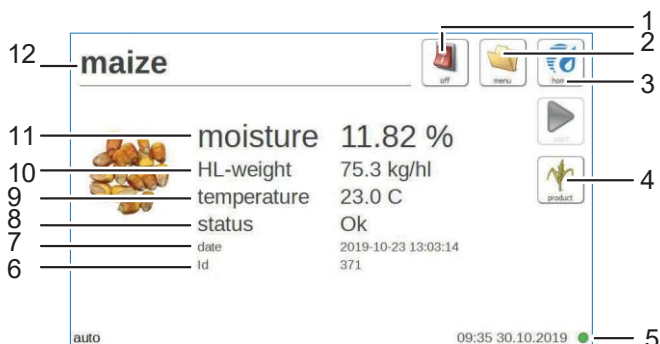 1
2
12 maize off menu home 3
start
11 moisture 11.82 %
10 HL-weight 75.3 kg/hl
product 4
9 temperature 23.0 C
8 status Ok
7 date 2019-10-23 13:03:14
6 Id 371
auto 09:35 30.10.2019 5